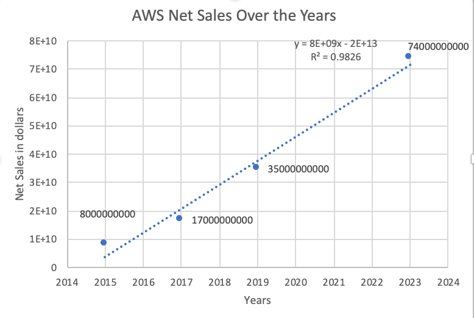 AWS Net Sales Over the Years
8E+10
7E+10
6E+10
5E+10
4E+10
3E+10
2E+10
1E+10
0
Net Sales in dollars
y = 8E+09x - 2E+13
R² = 0.9826
74000000000
35000000000
17000000000
8000000000
2014 2015 2016 2017 2018 2019 2020 2021 2022 2023 2024
Years